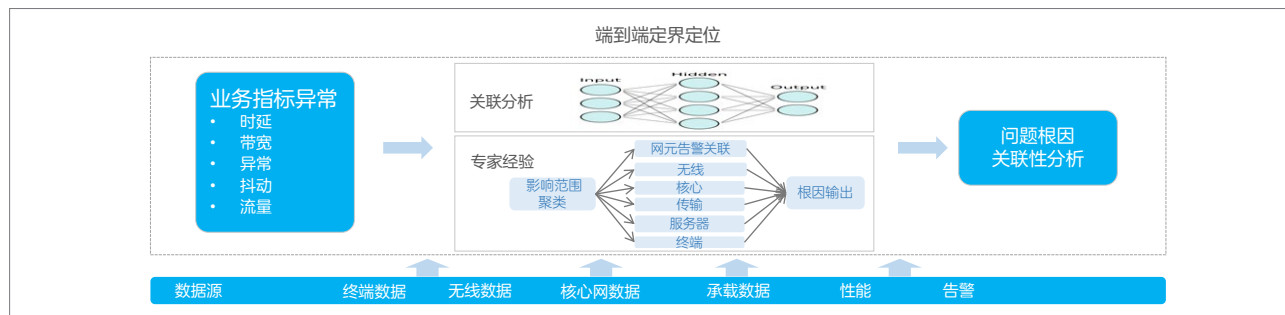 端到端定界定位
业务指标异常
• 时延
• 带宽
• 异常
• 抖动
• 流量
关联分析
Input
Hidden
Output
专家经验
影响范围
聚类
网元告警关联
无线
核心
传输
服务器
终端
根因输出
问题根因
关联性分析
数据源 终端数据 无线数据 核心网数据 承载数据 性能 告警